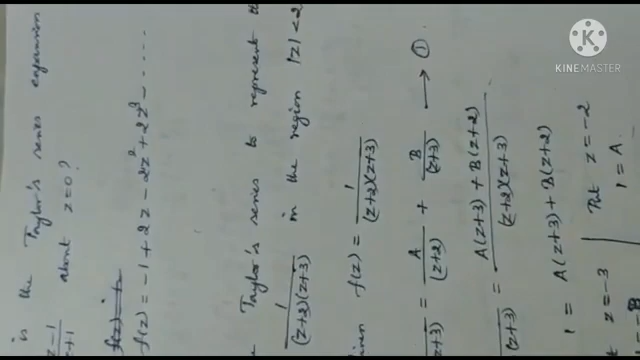 is the Taylor's series expansion
z-1/z+1 about z=0?
f(z) = -1 + 2z - 2z² + 2z³ - .....
Taylor's series to represent
1/(z+2)(z+3) in the region |z|<2
f(z) = 1/(z+2)(z+3)
= A/(z+2) + B/(z+3) → ①
= A(z+3) + B(z+2)/(z+2)(z+3)
1 = A(z+3) + B(z+2)
z = -3 Put z = -2
1 = A
KINEMASTER